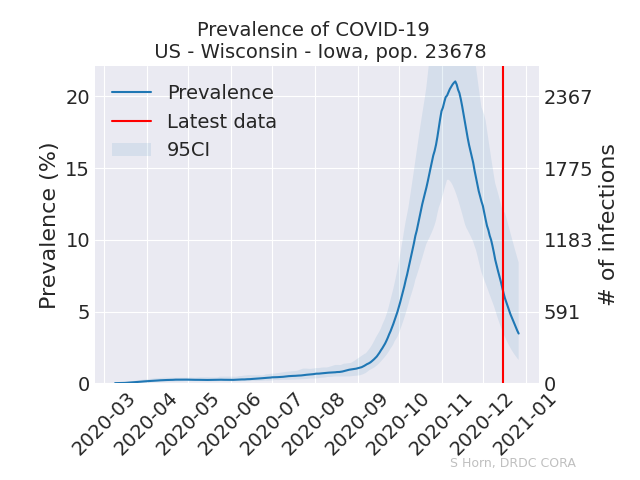 Prevalence of COVID-19
US - Wisconsin - Iowa, pop. 23678
Prevalence
Latest data
95CI
Prevalence (%)
20
15
10
5
0
2367
1775
1183
591
0
# of infections
2020-03
2020-04
2020-05
2020-06
2020-07
2020-08
2020-09
2020-10
2020-11
2020-12
2021-01
S Horn, DRDC CORA